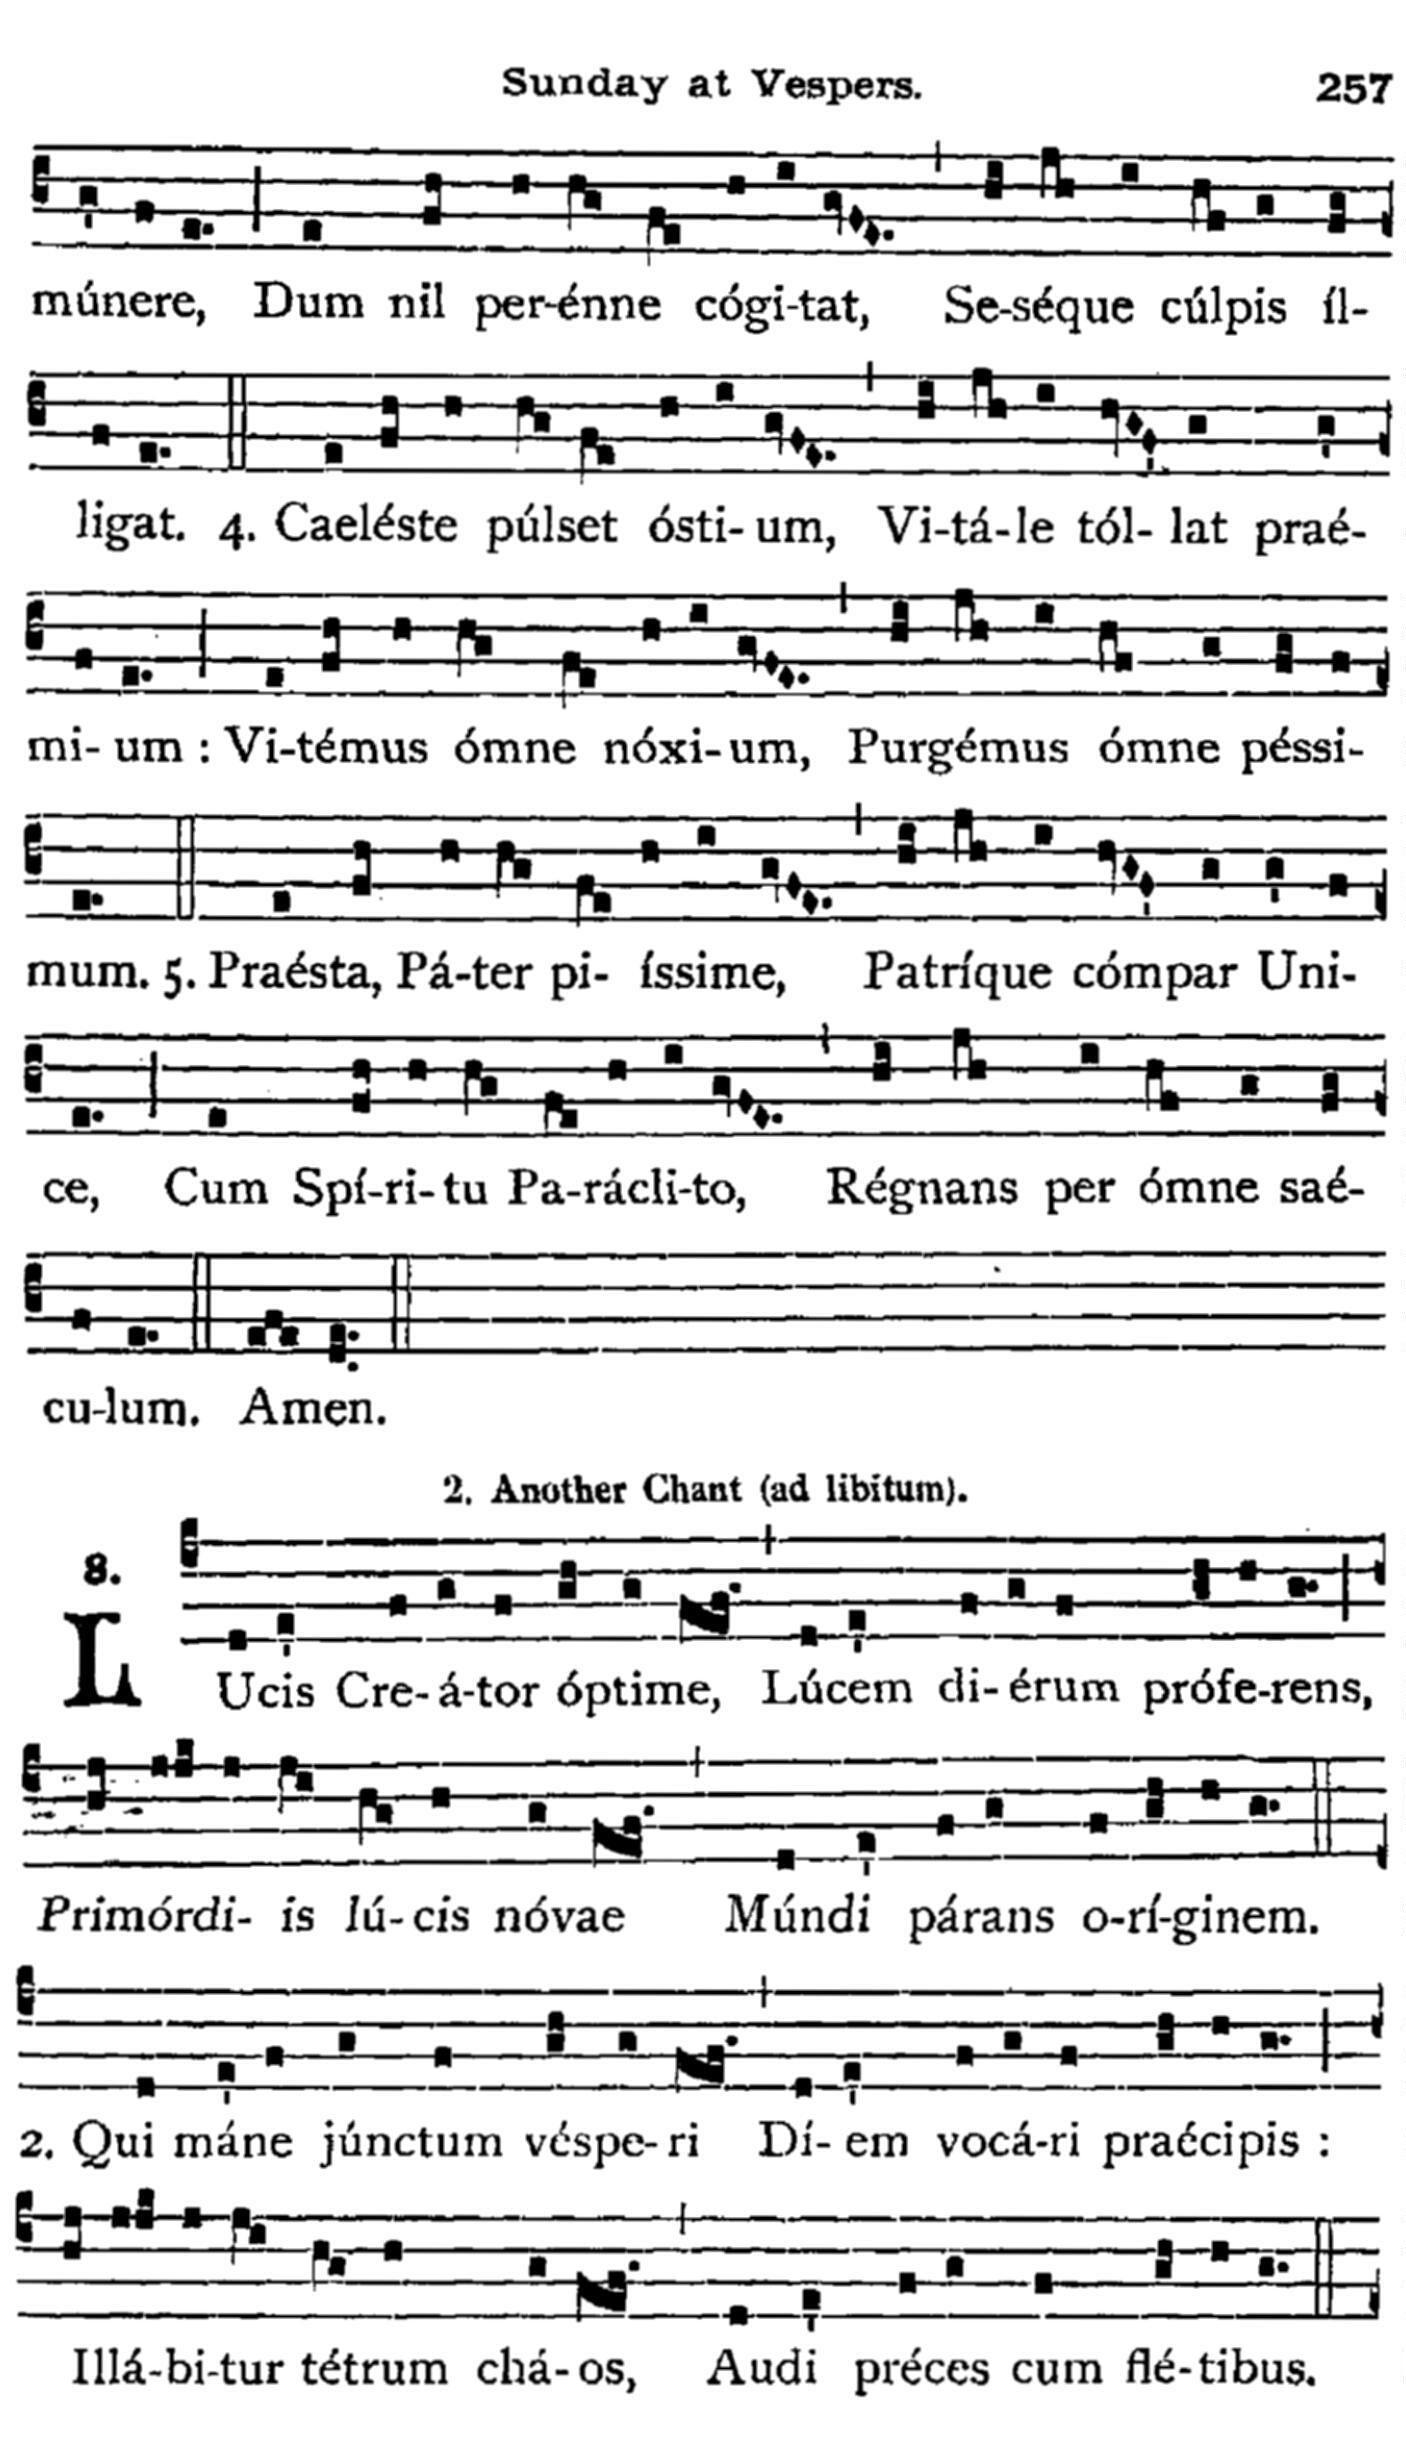 Sunday at Vespers. 257
múnere, Dum nil per-énne cógi-tat, Se-séque cúlpis íl-
ligat. 4. Caeléste púlset ósti-um, Vi-tá-le tól-lat praé-
mi-um : Vi-témus ómne nóxi-um, Purgémus ómne péssi-
mum. 5. Praésta, Pá-ter pi-íssime, Patríque cómpar Uni-
ce, Cum Spí-ri-tu Pa-rácli-to, Régnans per ómne saé-
cu-lum. Amen.
2. Another Chant (ad libitum).
8.
LUcis Cre-á-tor óptime, Lúcem di-érum prófe-rens,
Primórdi-is lú-cis nóvae Múndi párans o-rí-ginem.
2. Qui máne júnctum véspe-ri Dí-em vocá-ri praécipis :
Illá-bi-tur tétrum chá-os, Audi préces cum flé-tibus.